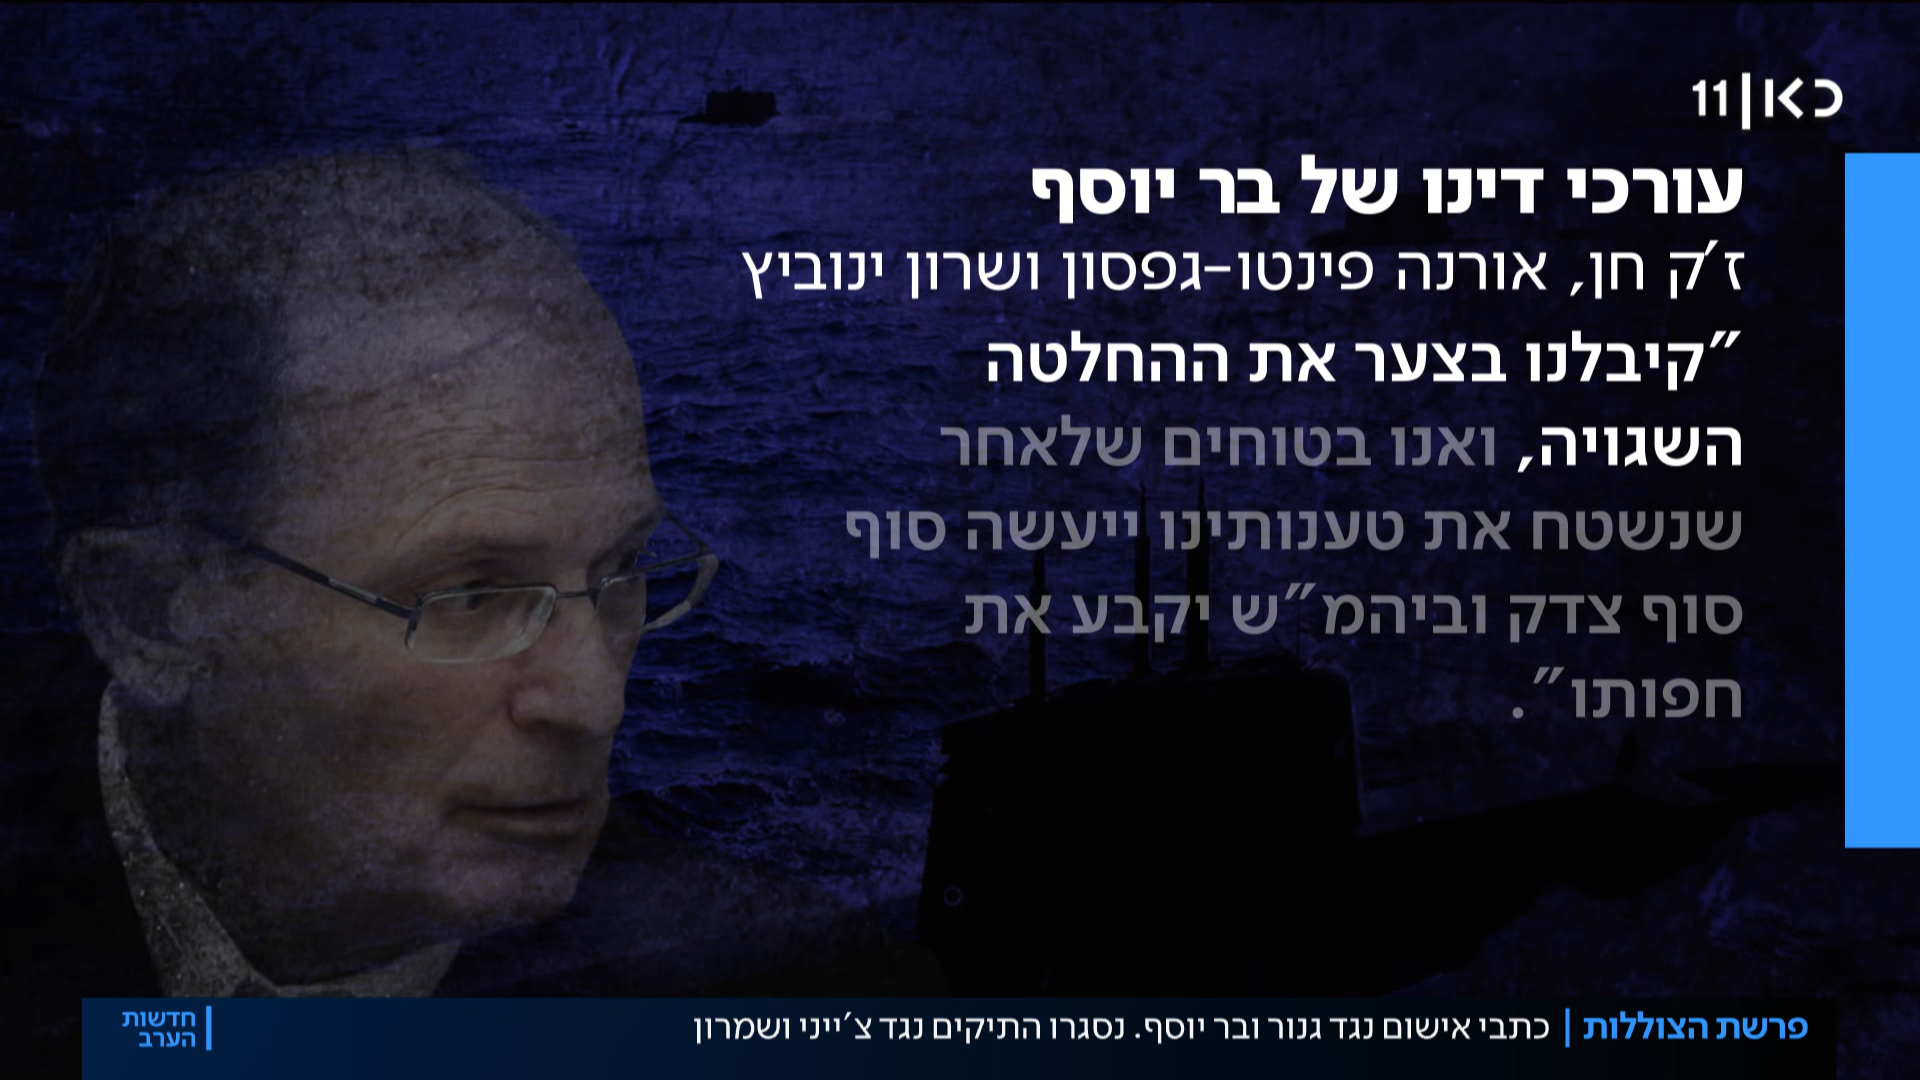 כאן|11
עורכי דינו של בר יוסף
ז'ק חן, אורנה פינטו-גפסון ושרון ינוביץ
"קיבלנו בצער את ההחלטה
השגויה, ואנו בטוחים שלאחר
שנשטח את טענותינו ייעשה סוף
סוף צדק וביהמ"ש יקבע את
חפותו".
פרשת הצוללות | כתבי אישום נגד גנור ובר יוסף. נסגרו התיקים נגד צ'ייני ושמרון
חדשות
הערב